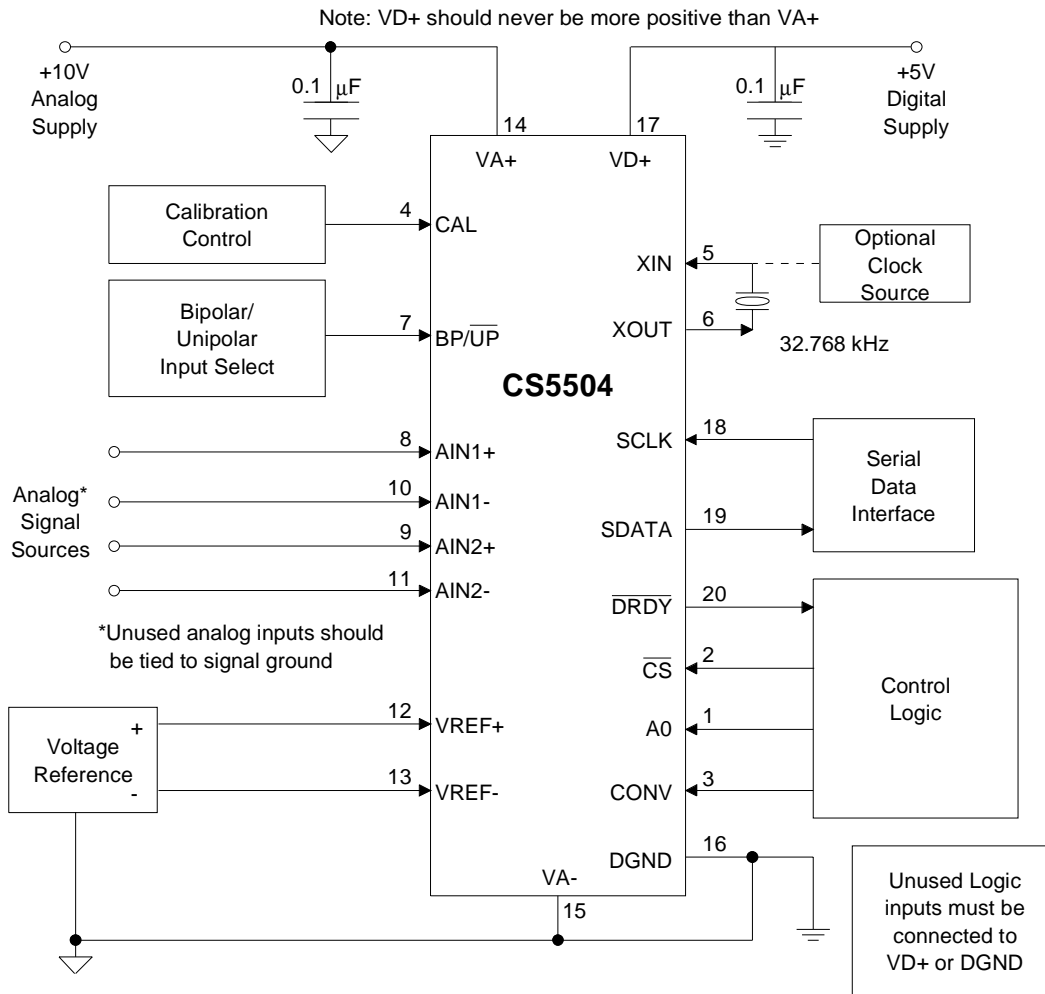 Note: VD+ should never be more positive than VA+
+10V
Analog
Supply
0.1 µF
0.1 µF
+5V
Digital
Supply
14
17
VA+
VD+
Calibration
Control
4
CAL
Bipolar/
Unipolar
Input Select
7
BP/U̅P̅
XIN
5
Optional
Clock
Source
XOUT
6
32.768 kHz
CS5504
Analog*
Signal
Sources
8
AIN1+
10
AIN1-
9
AIN2+
11
AIN2-
*Unused analog inputs should
be tied to signal ground
SCLK
18
SDATA
19
Serial
Data
Interface
D̅R̅D̅Y̅
20
C̅S̅
2
A0
1
CONV
3
Control
Logic
Voltage
Reference
+
-
12
VREF+
13
VREF-
DGND
16
VA-
15
Unused Logic
inputs must be
connected to
VD+ or DGND